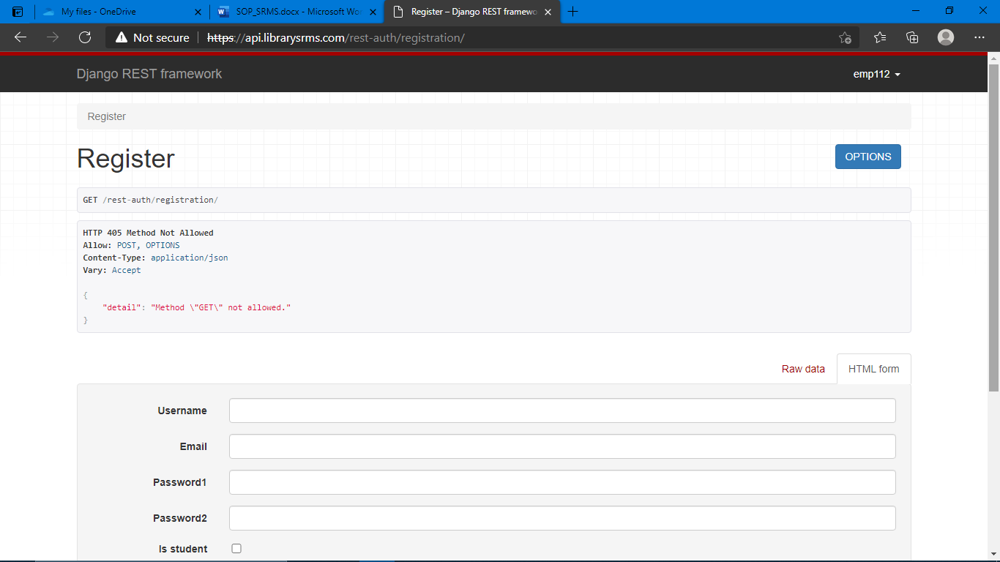 My files - OneDrive
SOP_SRMS.docx - Microsoft Wor
Register – Django REST framewo
Not secure
https://api.librarysrms.com/rest-auth/registration/
Django REST framework
emp112
Register
Register
OPTIONS
GET /rest-auth/registration/
HTTP 405 Method Not Allowed
Allow: POST, OPTIONS
Content-Type: application/json
Vary: Accept
{
"detail": "Method \"GET\" not allowed."
}
Raw data
HTML form
Username
Email
Password1
Password2
Is student